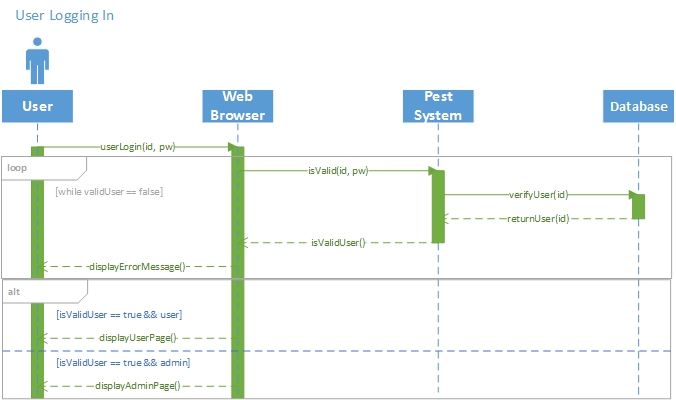 User Logging In
User
Web
Browser
Pest
System
Database
userLogin(id, pw)
loop
isValid(id, pw)
[while validUser == false]
verifyUser(id)
returnUser(id)
isValidUser()
displayErrorMessage()
alt
[isValidUser == true && user]
displayUserPage()
[isValidUser == true && admin]
displayAdminPage()